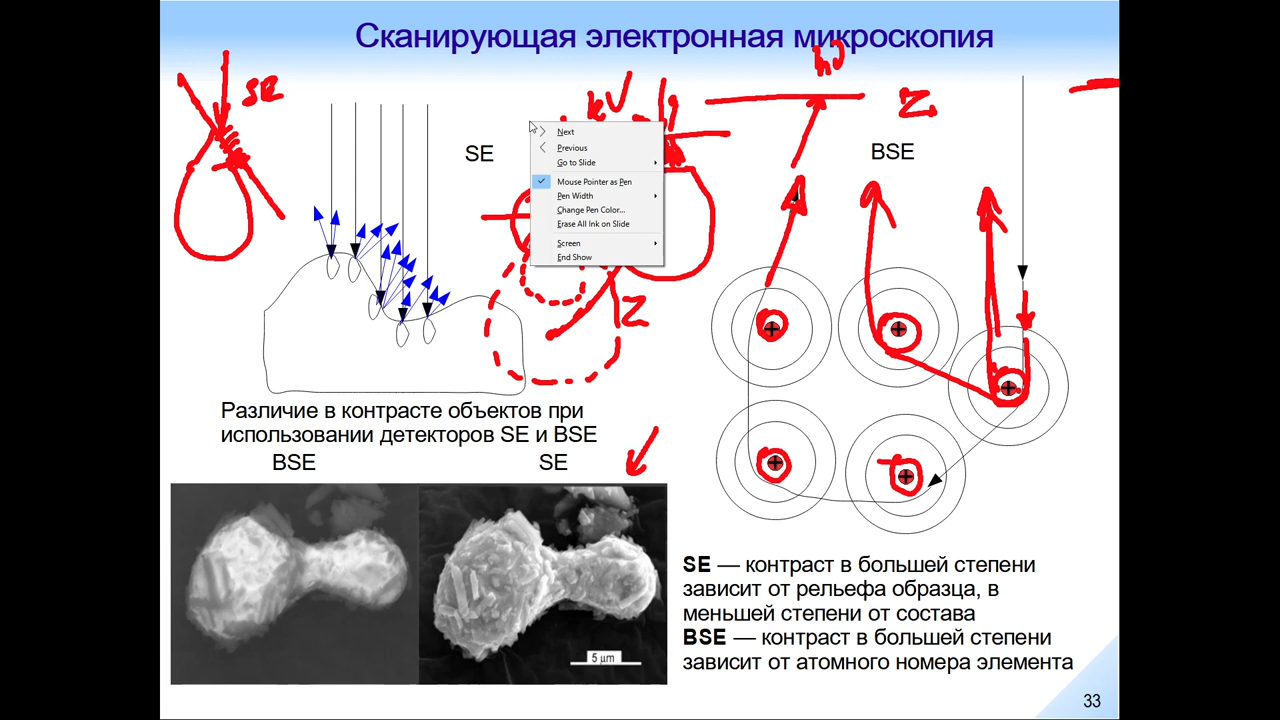 Сканирующая электронная микроскопия
SE
kV
Z
SE
BSE
Next
Previous
Go to Slide
Mouse Pointer as Pen
Pen Width
Change Pen Color...
Erase All Ink on Slide
Screen
End Show
Z
Различие в контрасте объектов при
использовании детекторов SE и BSE
BSE
SE
5 µm
SE — контраст в большей степени
зависит от рельефа образца, в
меньшей степени от состава
BSE — контраст в большей степени
зависит от атомного номера элемента
33